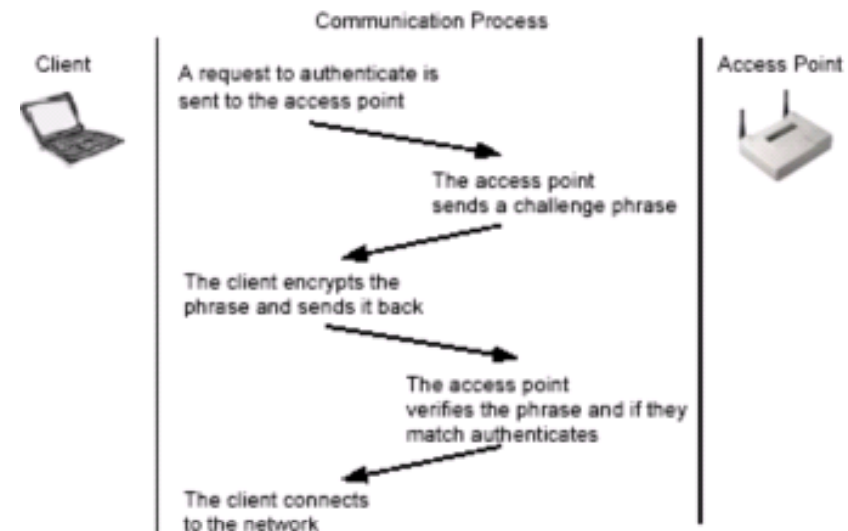 Communication Process
Client
Access Point
A request to authenticate is
sent to the access point
The access point
sends a challenge phrase
The client encrypts the
phrase and sends it back
The access point
verifies the phrase and if they
match authenticates
The client connects
to the network